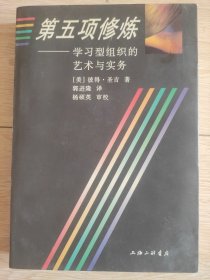 第五项修炼
——学习型组织的
艺术与实务
[美] 彼得·圣吉 著
郭进隆 译
杨硕英 审校
上海三联书店